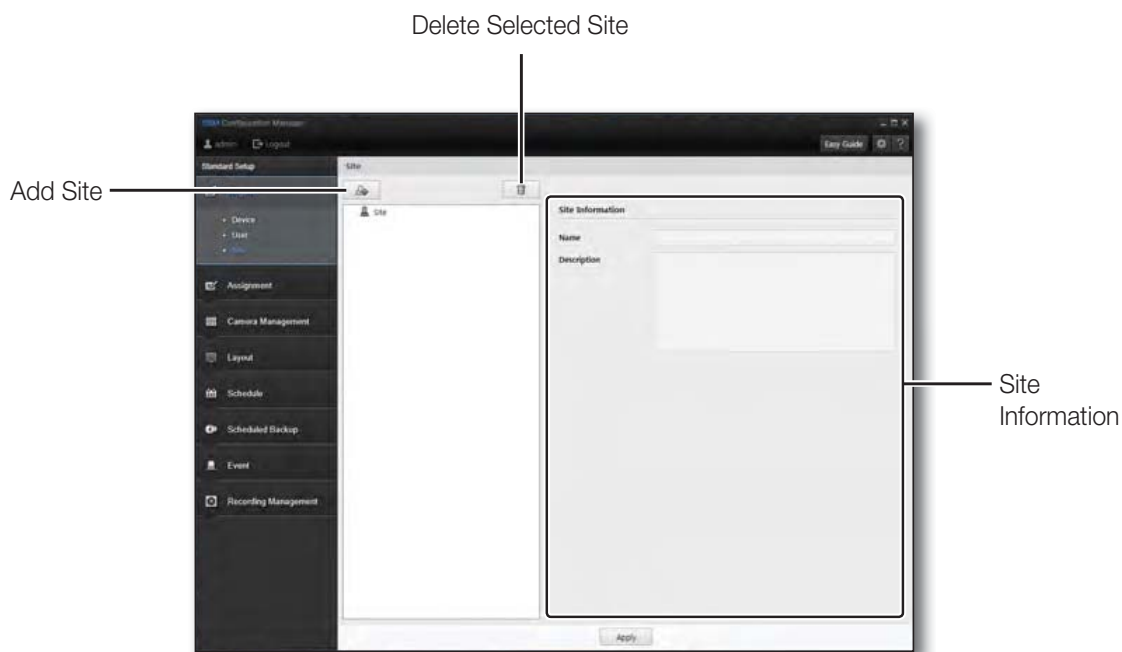 Delete Selected Site
Configuration Manager
admin Logout
Easy Guide ?
Standard Setup
Site
Add Site
Site
Device
User
Site
Site Information
Name
Description
Assignment
Camera Management
Layout
Schedule
Scheduled Backup
Event
Recording Management
Site
Information
Apply